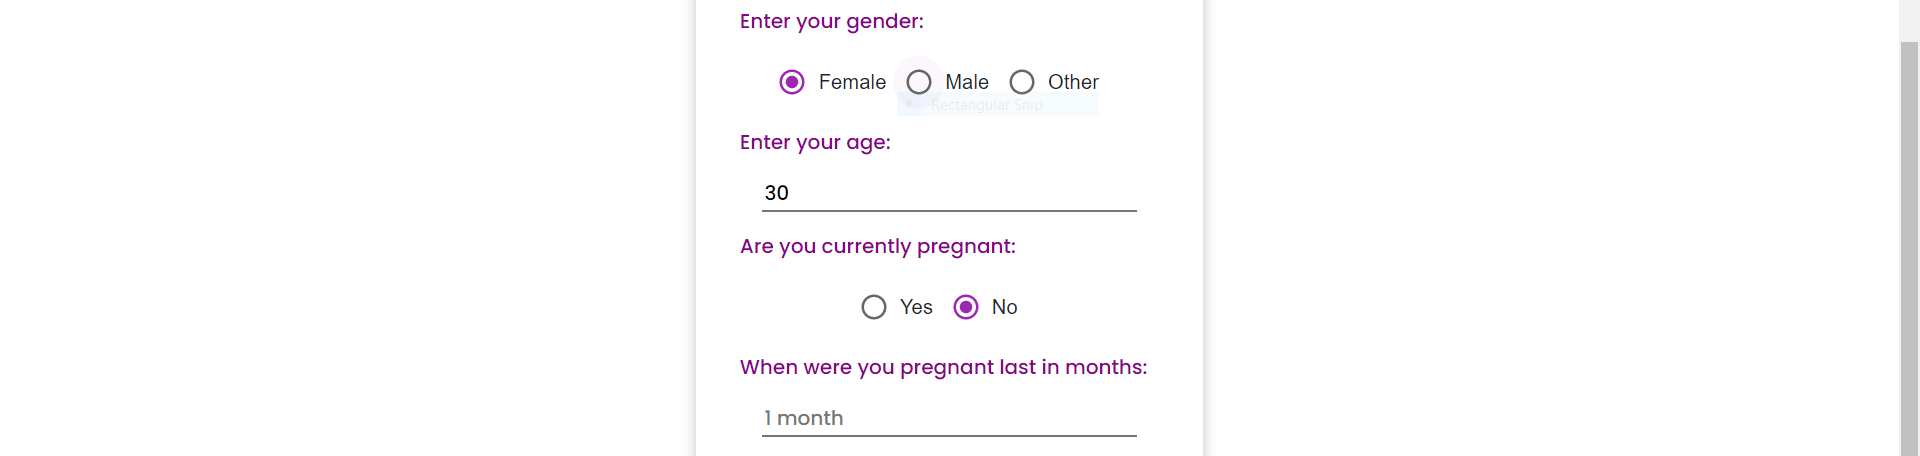 Enter your gender:
Female Male Other
Rectangular Snip
Enter your age:
30
Are you currently pregnant:
Yes No
When were you pregnant last in months:
1 month